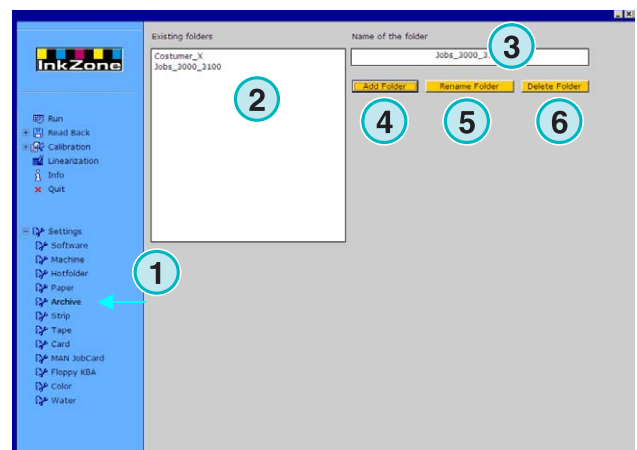 Existing folders
Name of the folder
InkZone
Costumer_X
Jobs_3000_3100
Jobs_3000_3
3
Add Folder
Rename Folder
Delete Folder
2
4
5
6
Run
Read Back
Calibration
Linearization
Info
Quit
Settings
Software
Machine
Hotfolder
Paper
Archive
Strip
Tape
Card
MAN JobCard
Floppy KBA
Color
Water
1